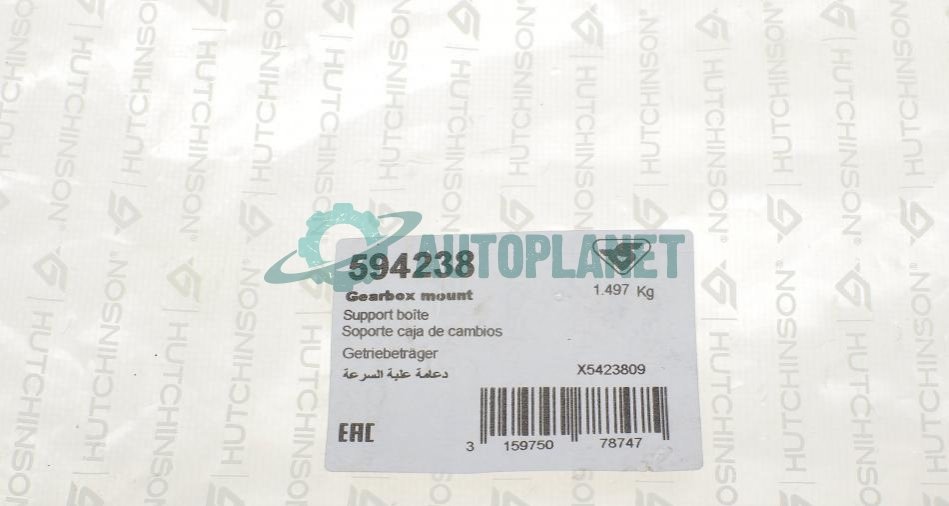 HUTCHINSON®
AUTOPLANET
594238
1.497 Kg
Gearbox mount
Support boîte
Soporte caja de cambios
Getriebeträger
دعامة علبة السرعة
X5423809
EAC
3 159750 78747